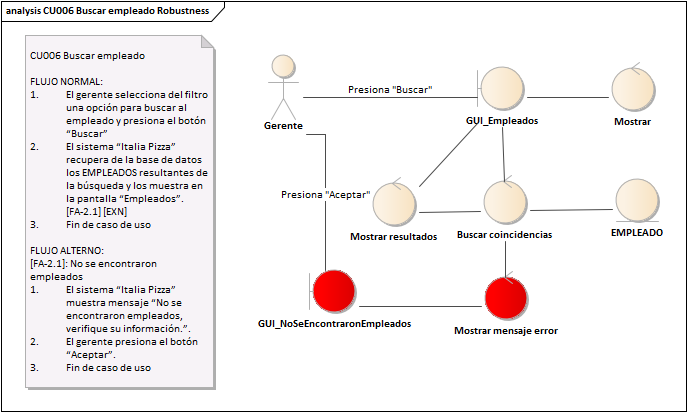 analysis CU006 Buscar empleado Robustness
CU006 Buscar empleado
FLUJO NORMAL:
1. El gerente selecciona del filtro
una opción para buscar al
empleado y presiona el botón
“Buscar”
2. El sistema “Italia Pizza”
recupera de la base de datos
los EMPLEADOS resultantes de
la búsqueda y los muestra en
la pantalla “Empleados”.
[FA-2.1] [EXN]
3. Fin de caso de uso
FLUJO ALTERNO:
[FA-2.1]: No se encontraron
empleados
1. El sistema “Italia Pizza”
muestra mensaje “No se
encontraron empleados,
verifique su información.”.
2. El gerente presiona el botón
“Aceptar”.
3. Fin de caso de uso
Gerente
Presiona "Buscar"
GUI_Empleados
Mostrar
Presiona "Aceptar"
Mostrar resultados
Buscar coincidencias
EMPLEADO
GUI_NoSeEncontraronEmpleados
Mostrar mensaje error